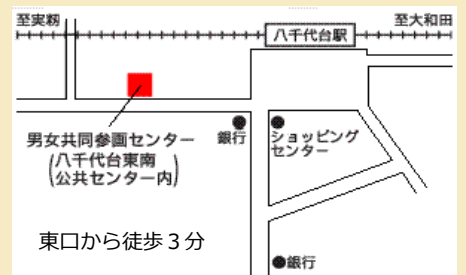 至実籾
至大和田
八千代台駅
男女共同参画センター
(八千代台東南
公共センター内)
銀行
ショッピング
センター
東口から徒歩３分
銀行